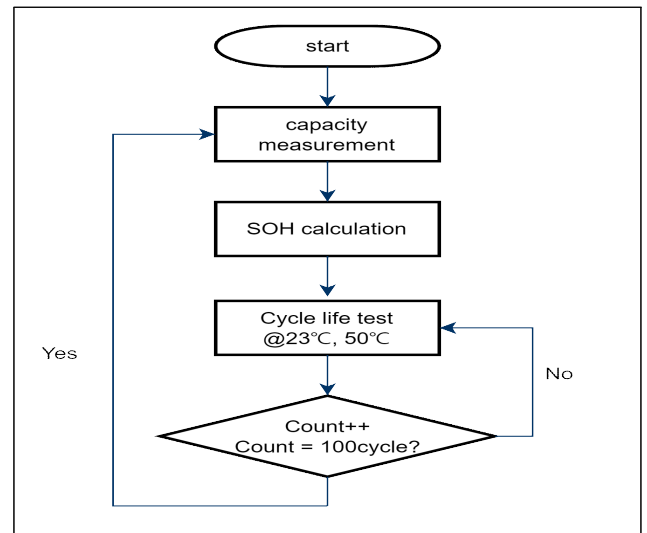 start
capacity
measurement
SOH calculation
Cycle life test
@23℃, 50℃
Yes
No
Count++
Count = 100cycle?